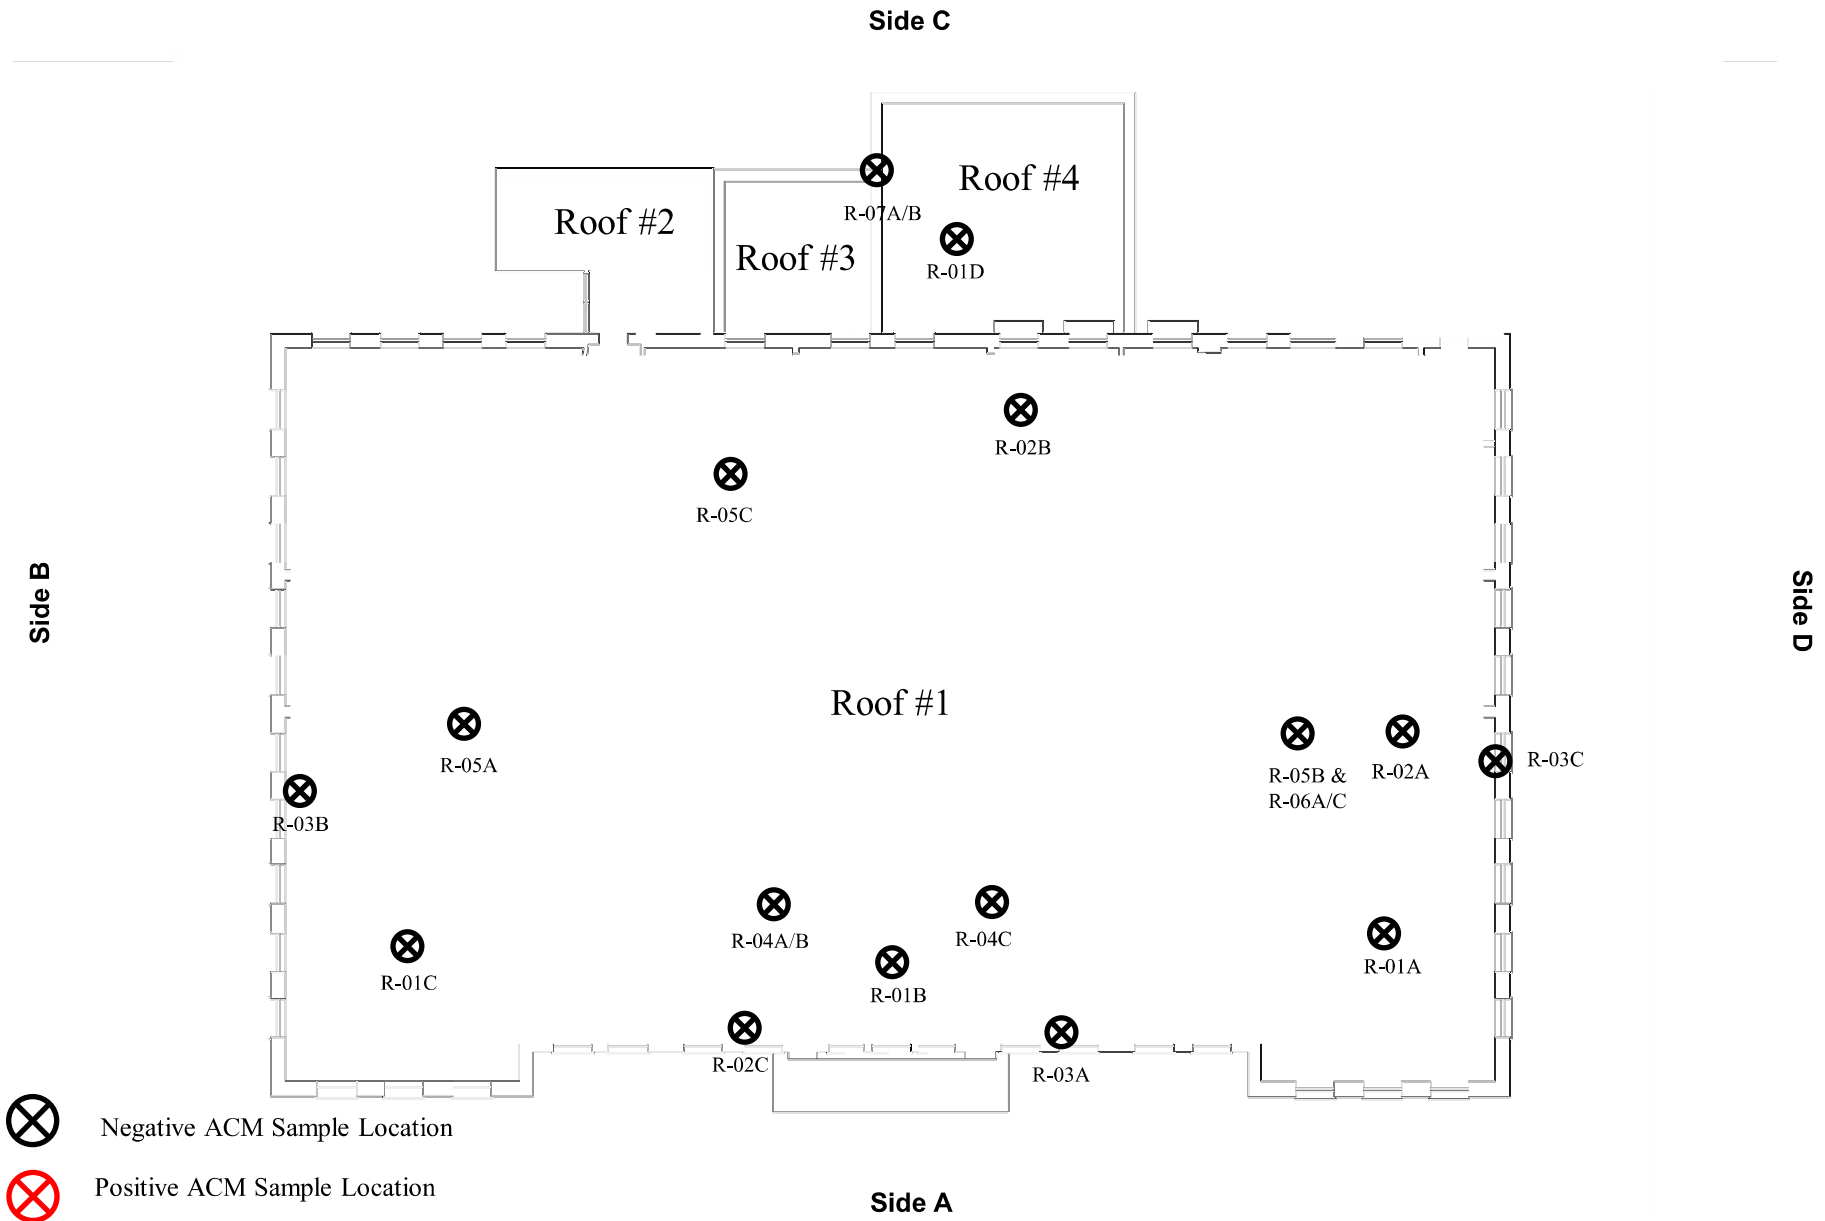 Side C
Roof #4
R-07A/B
Roof #2
Roof #3
R-01D
R-02B
R-05C
Side B
Side D
Roof #1
R-05A
R-05B &
R-06A/C
R-02A
R-03C
R-03B
R-04A/B
R-04C
R-01C
R-01B
R-01A
R-02C
R-03A
Negative ACM Sample Location
Positive ACM Sample Location
Side A